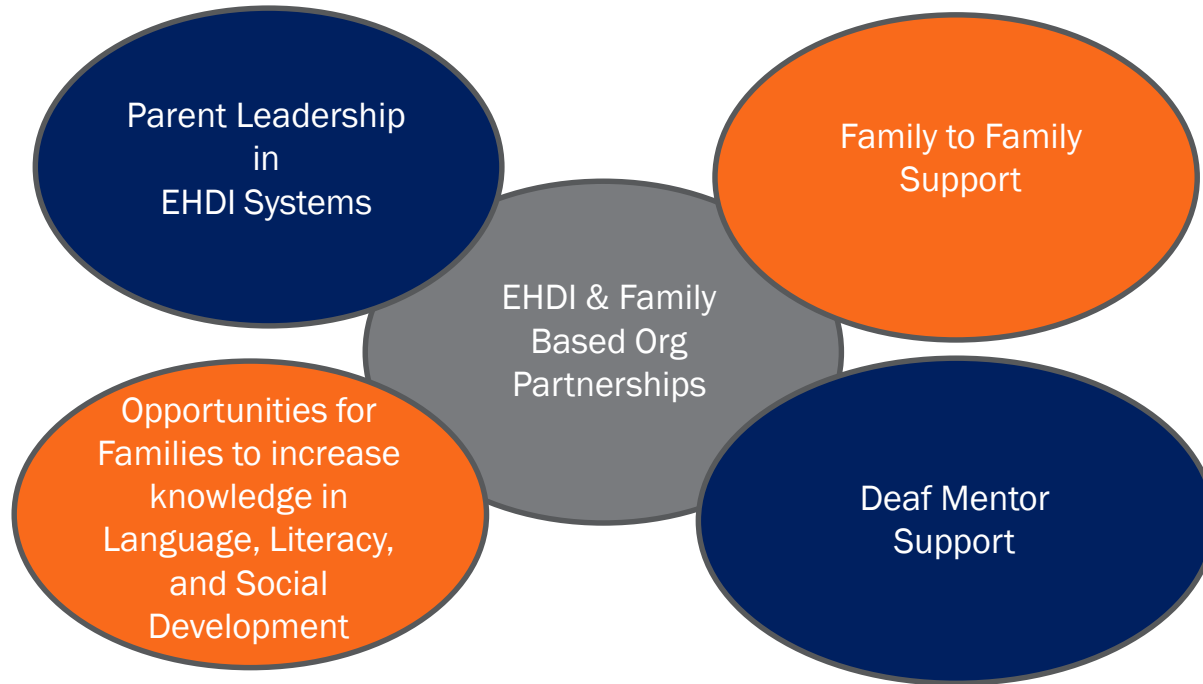 Parent Leadership
in
EHDI Systems
Family to Family
Support
EHDI & Family
Based Org
Partnerships
Opportunities for
Families to increase
knowledge in
Language, Literacy,
and Social
Development
Deaf Mentor
Support